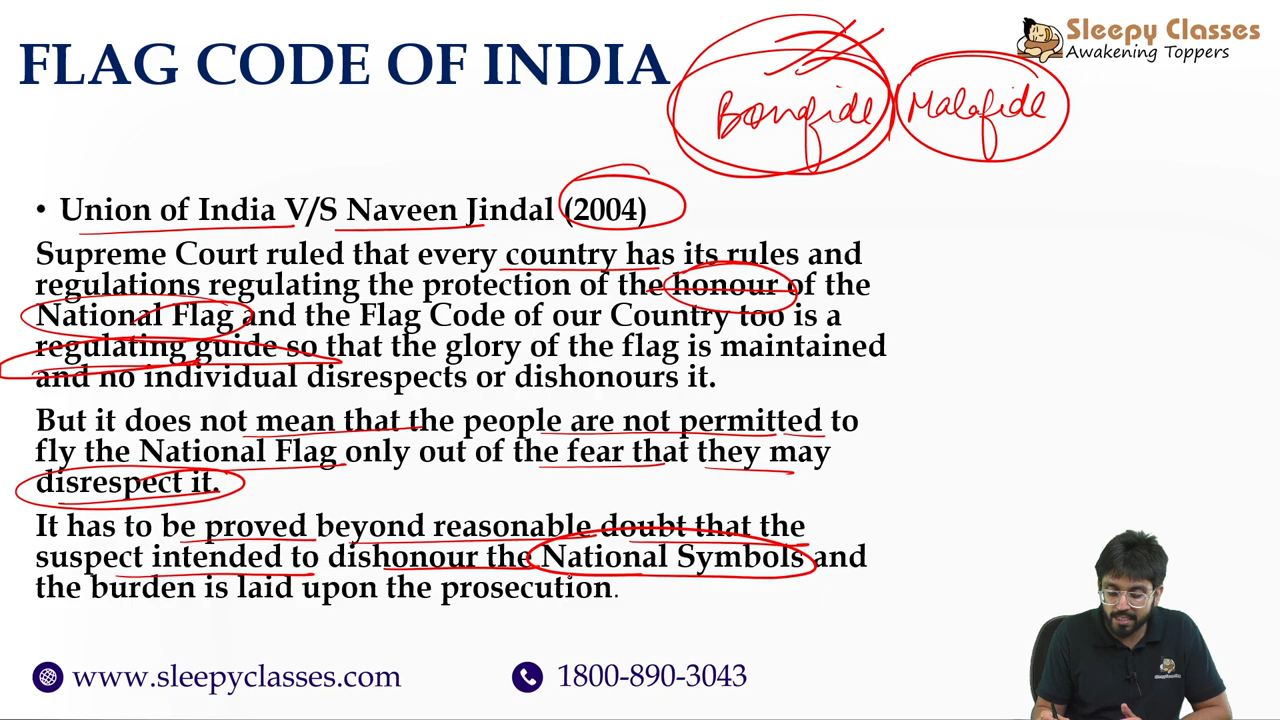 FLAG CODE OF INDIA
Bonafide
Malafide
Sleepy Classes
Awakening Toppers
• Union of India V/S Naveen Jindal (2004)
Supreme Court ruled that every country has its rules and
regulations regulating the protection of the honour of the
National Flag and the Flag Code of our Country too is a
regulating guide so that the glory of the flag is maintained
and no individual disrespects or dishonours it.
But it does not mean that the people are not permitted to
fly the National Flag only out of the fear that they may
disrespect it.
It has to be proved beyond reasonable doubt that the
suspect intended to dishonour the National Symbols and
the burden is laid upon the prosecution.
www.sleepyclasses.com
1800-890-3043